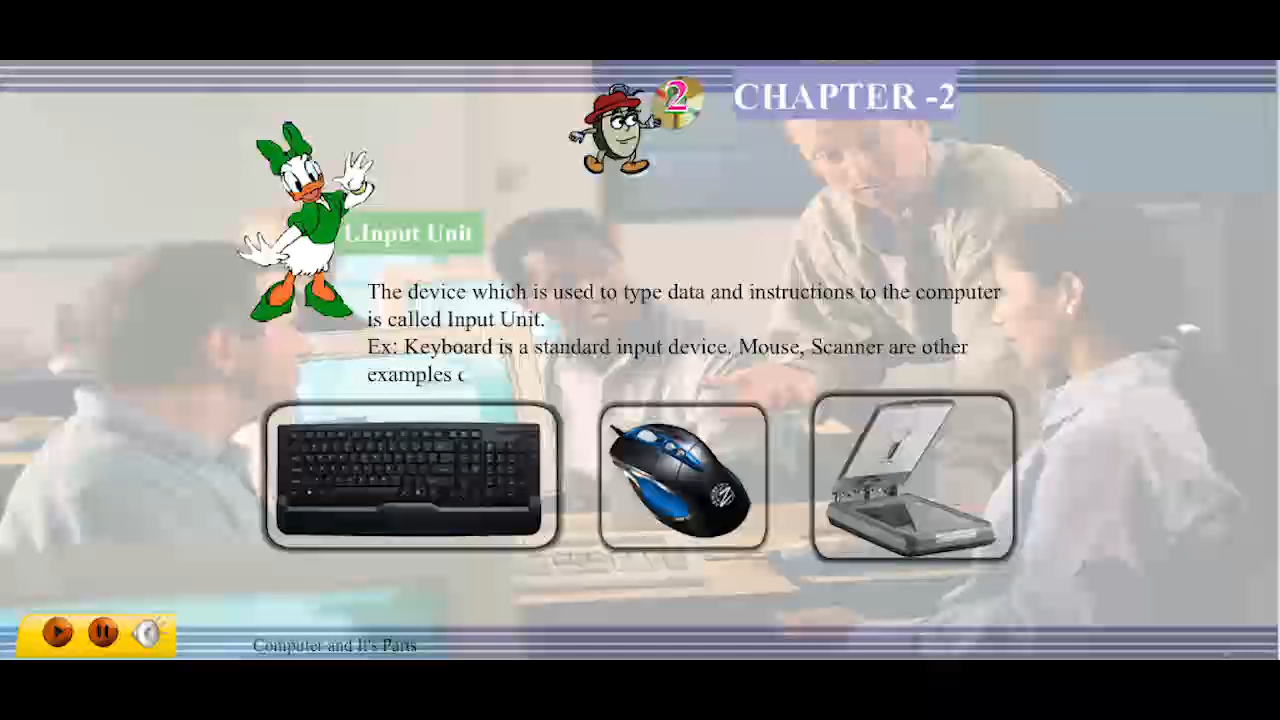 2
CHAPTER -2
1.Input Unit
The device which is used to type data and instructions to the computer
is called Input Unit.
Ex: Keyboard is a standard input device. Mouse, Scanner are other
examples c
Computer and It's Parts